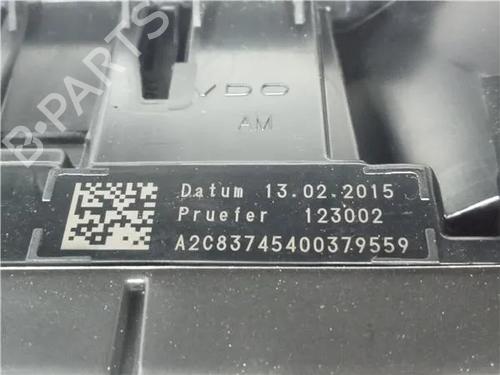 VDO
AM
Datum 13.02.2015
Pruefer 123002
A2C83745400379559
B-PARTS